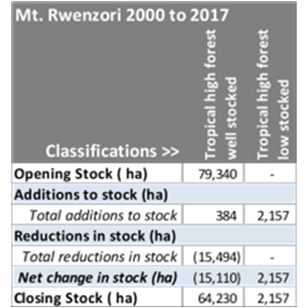 Mt. Rwenzori 2000 to 2017
Classifications >>
Tropical high forest
well stocked
Tropical high forest
low stocked
Opening Stock ( ha) 79,340 -
Additions to stock (ha)
Total additions to stock 384 2,157
Reductions in stock (ha)
Total reductions in stock (15,494) -
Net change in stock (ha) (15,110) 2,157
Closing Stock ( ha) 64,230 2,157